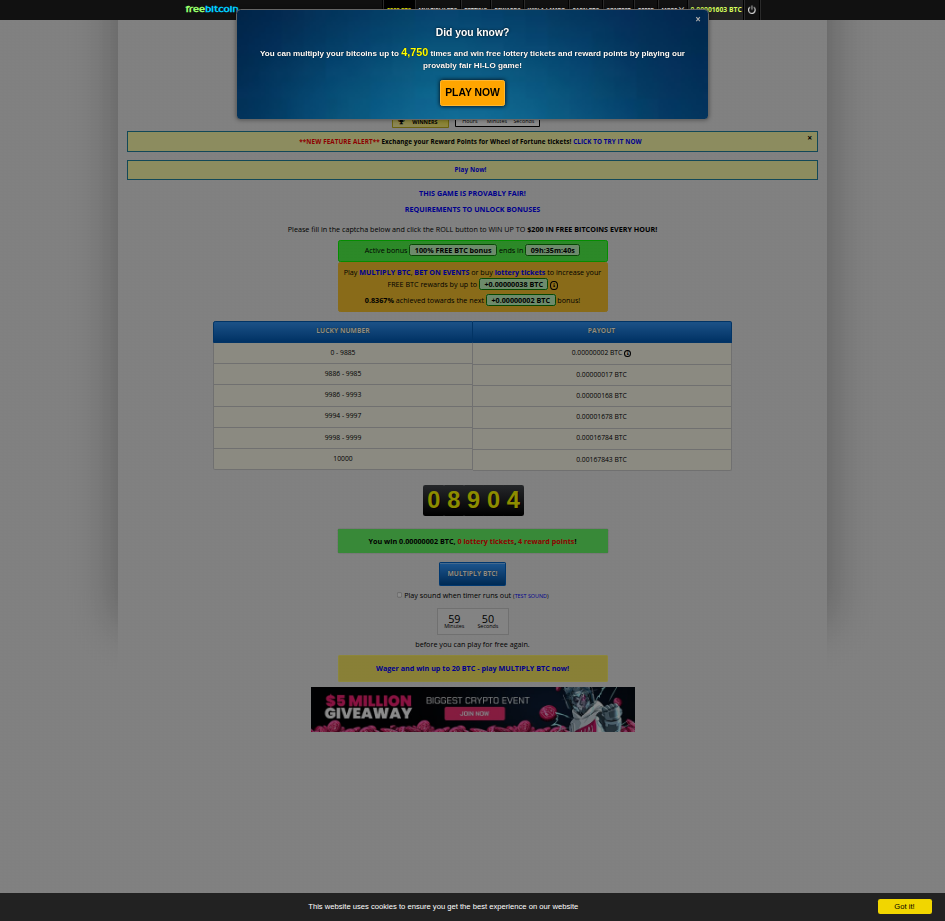 freebitcoin
0.00001603 BTC
×
Did you know?
You can multiply your bitcoins up to 4,750 times and win free lottery tickets and reward points by playing our
provably fair HI-LO game!
PLAY NOW
WINNERS
Hours Minutes Seconds
**NEW FEATURE ALERT** Exchange your Reward Points for Wheel of Fortune tickets! CLICK TO TRY IT NOW
×
Play Now!
THIS GAME IS PROVABLY FAIR!
REQUIREMENTS TO UNLOCK BONUSES
Please fill in the captcha below and click the ROLL button to WIN UP TO $200 IN FREE BITCOINS EVERY HOUR!
Active bonus 100% FREE BTC bonus ends in 09h:35m:40s
Play MULTIPLY BTC, BET ON EVENTS or buy lottery tickets to increase your
FREE BTC rewards by up to +0.00000038 BTC
0.8367% achieved towards the next +0.00000002 BTC bonus!
LUCKY NUMBER PAYOUT
0 - 9885 0.00000002 BTC
9886 - 9985 0.00000017 BTC
9986 - 9993 0.00000168 BTC
9994 - 9997 0.00001678 BTC
9998 - 9999 0.00016784 BTC
10000 0.00167843 BTC
08904
You win 0.00000002 BTC, 0 lottery tickets, 4 reward points!
MULTIPLY BTC!
Play sound when timer runs out (TEST SOUND)
59 50
Minutes Seconds
before you can play for free again.
Wager and win up to 20 BTC - play MULTIPLY BTC now!
$5 MILLION
GIVEAWAY
BIGGEST CRYPTO EVENT
JOIN NOW
This website uses cookies to ensure you get the best experience on our website
Got it!